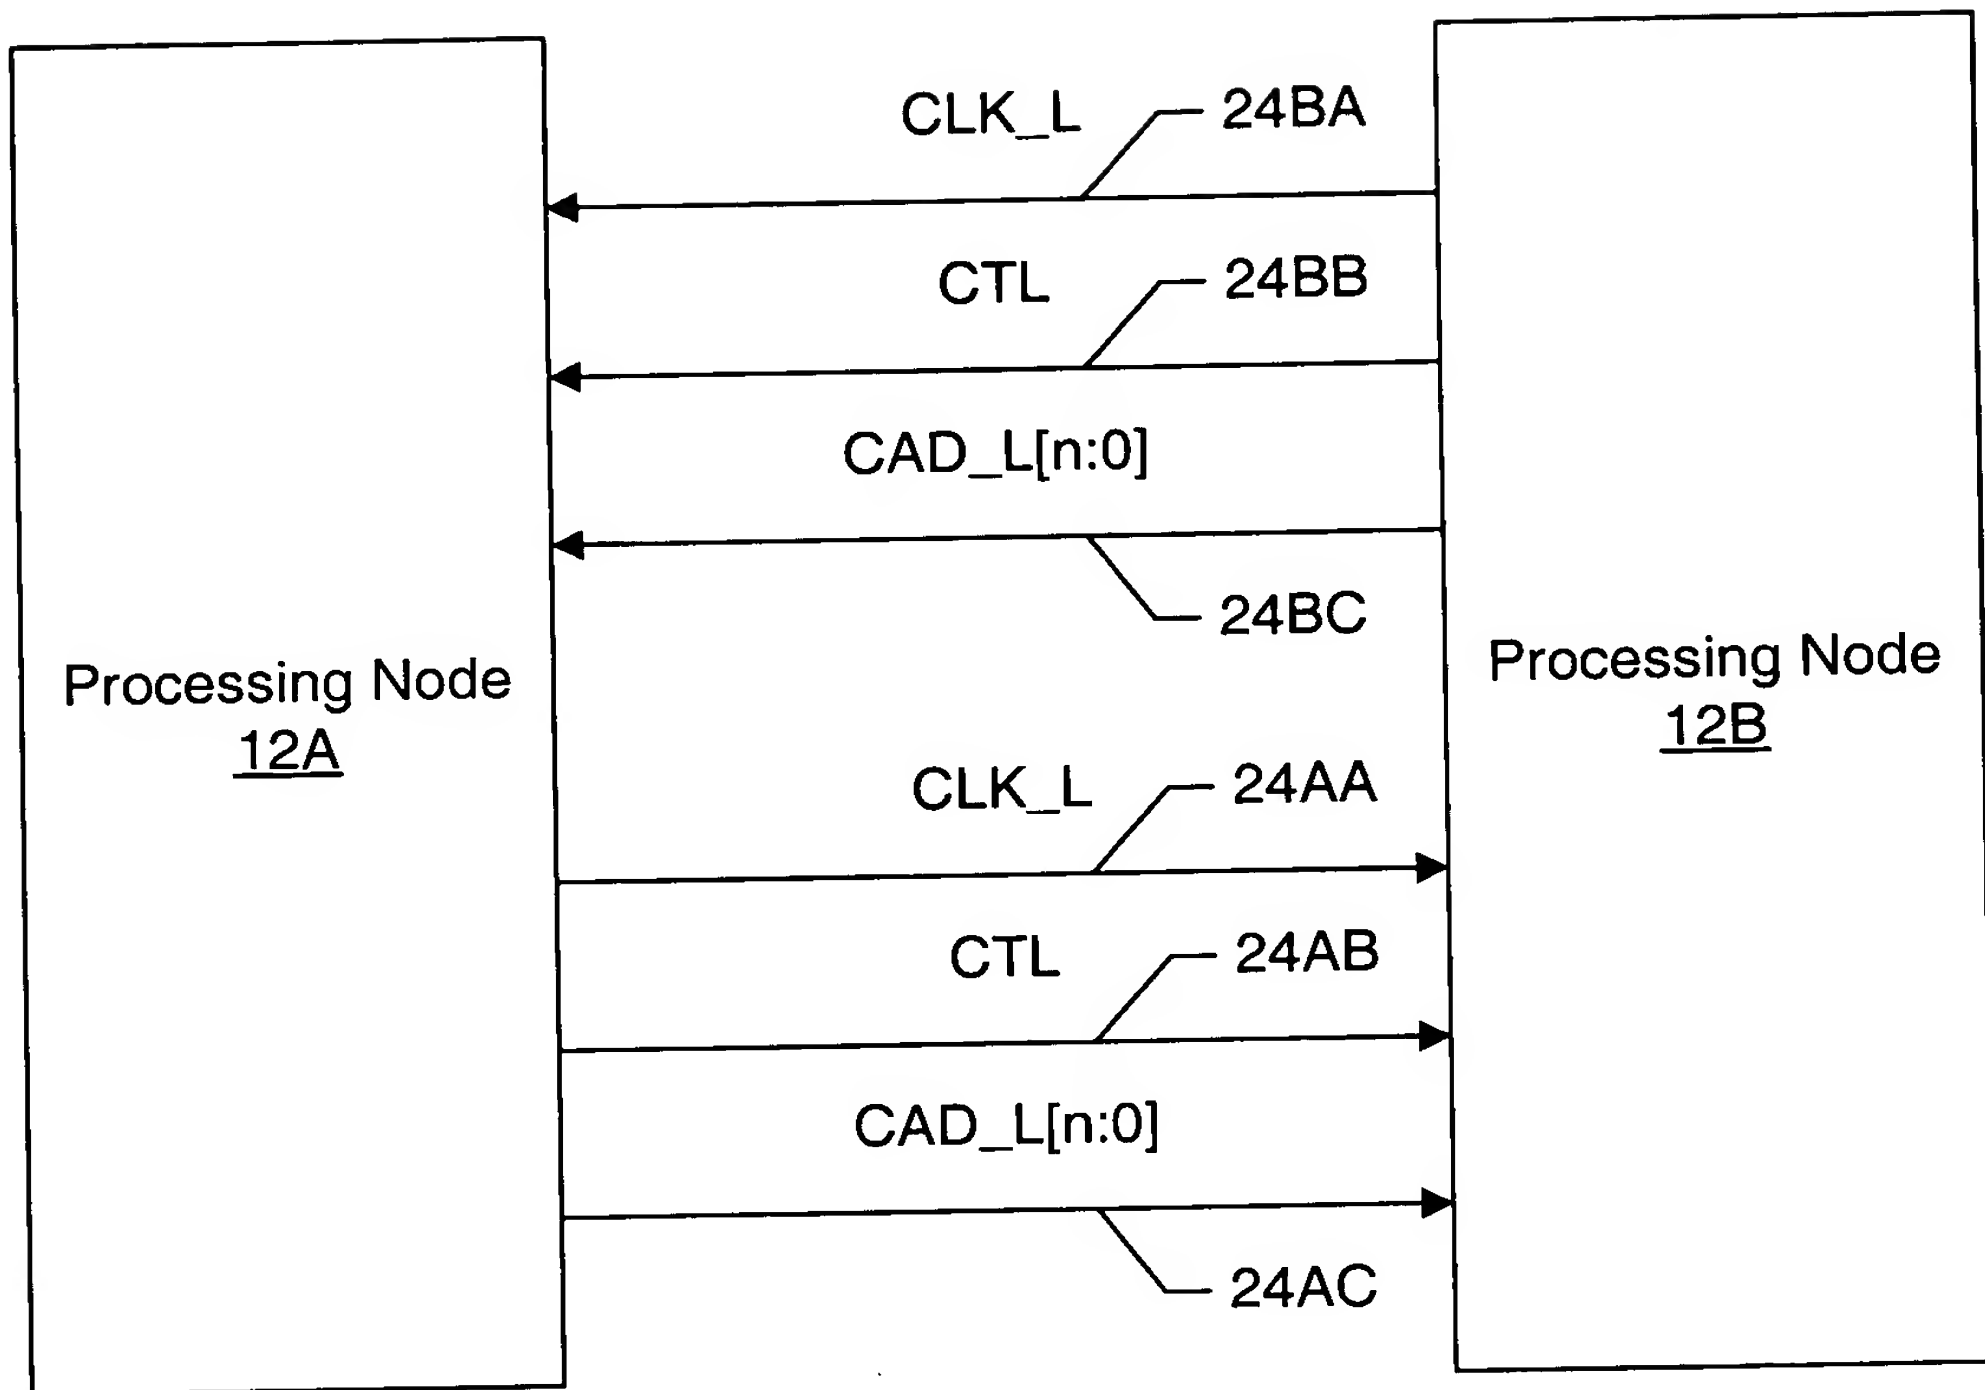 CLK_L
24BA
CTL
24BB
CAD_L[n:0]
24BC
Processing Node
12A
Processing Node
12B
CLK_L
24AA
CTL
24AB
CAD_L[n:0]
24AC